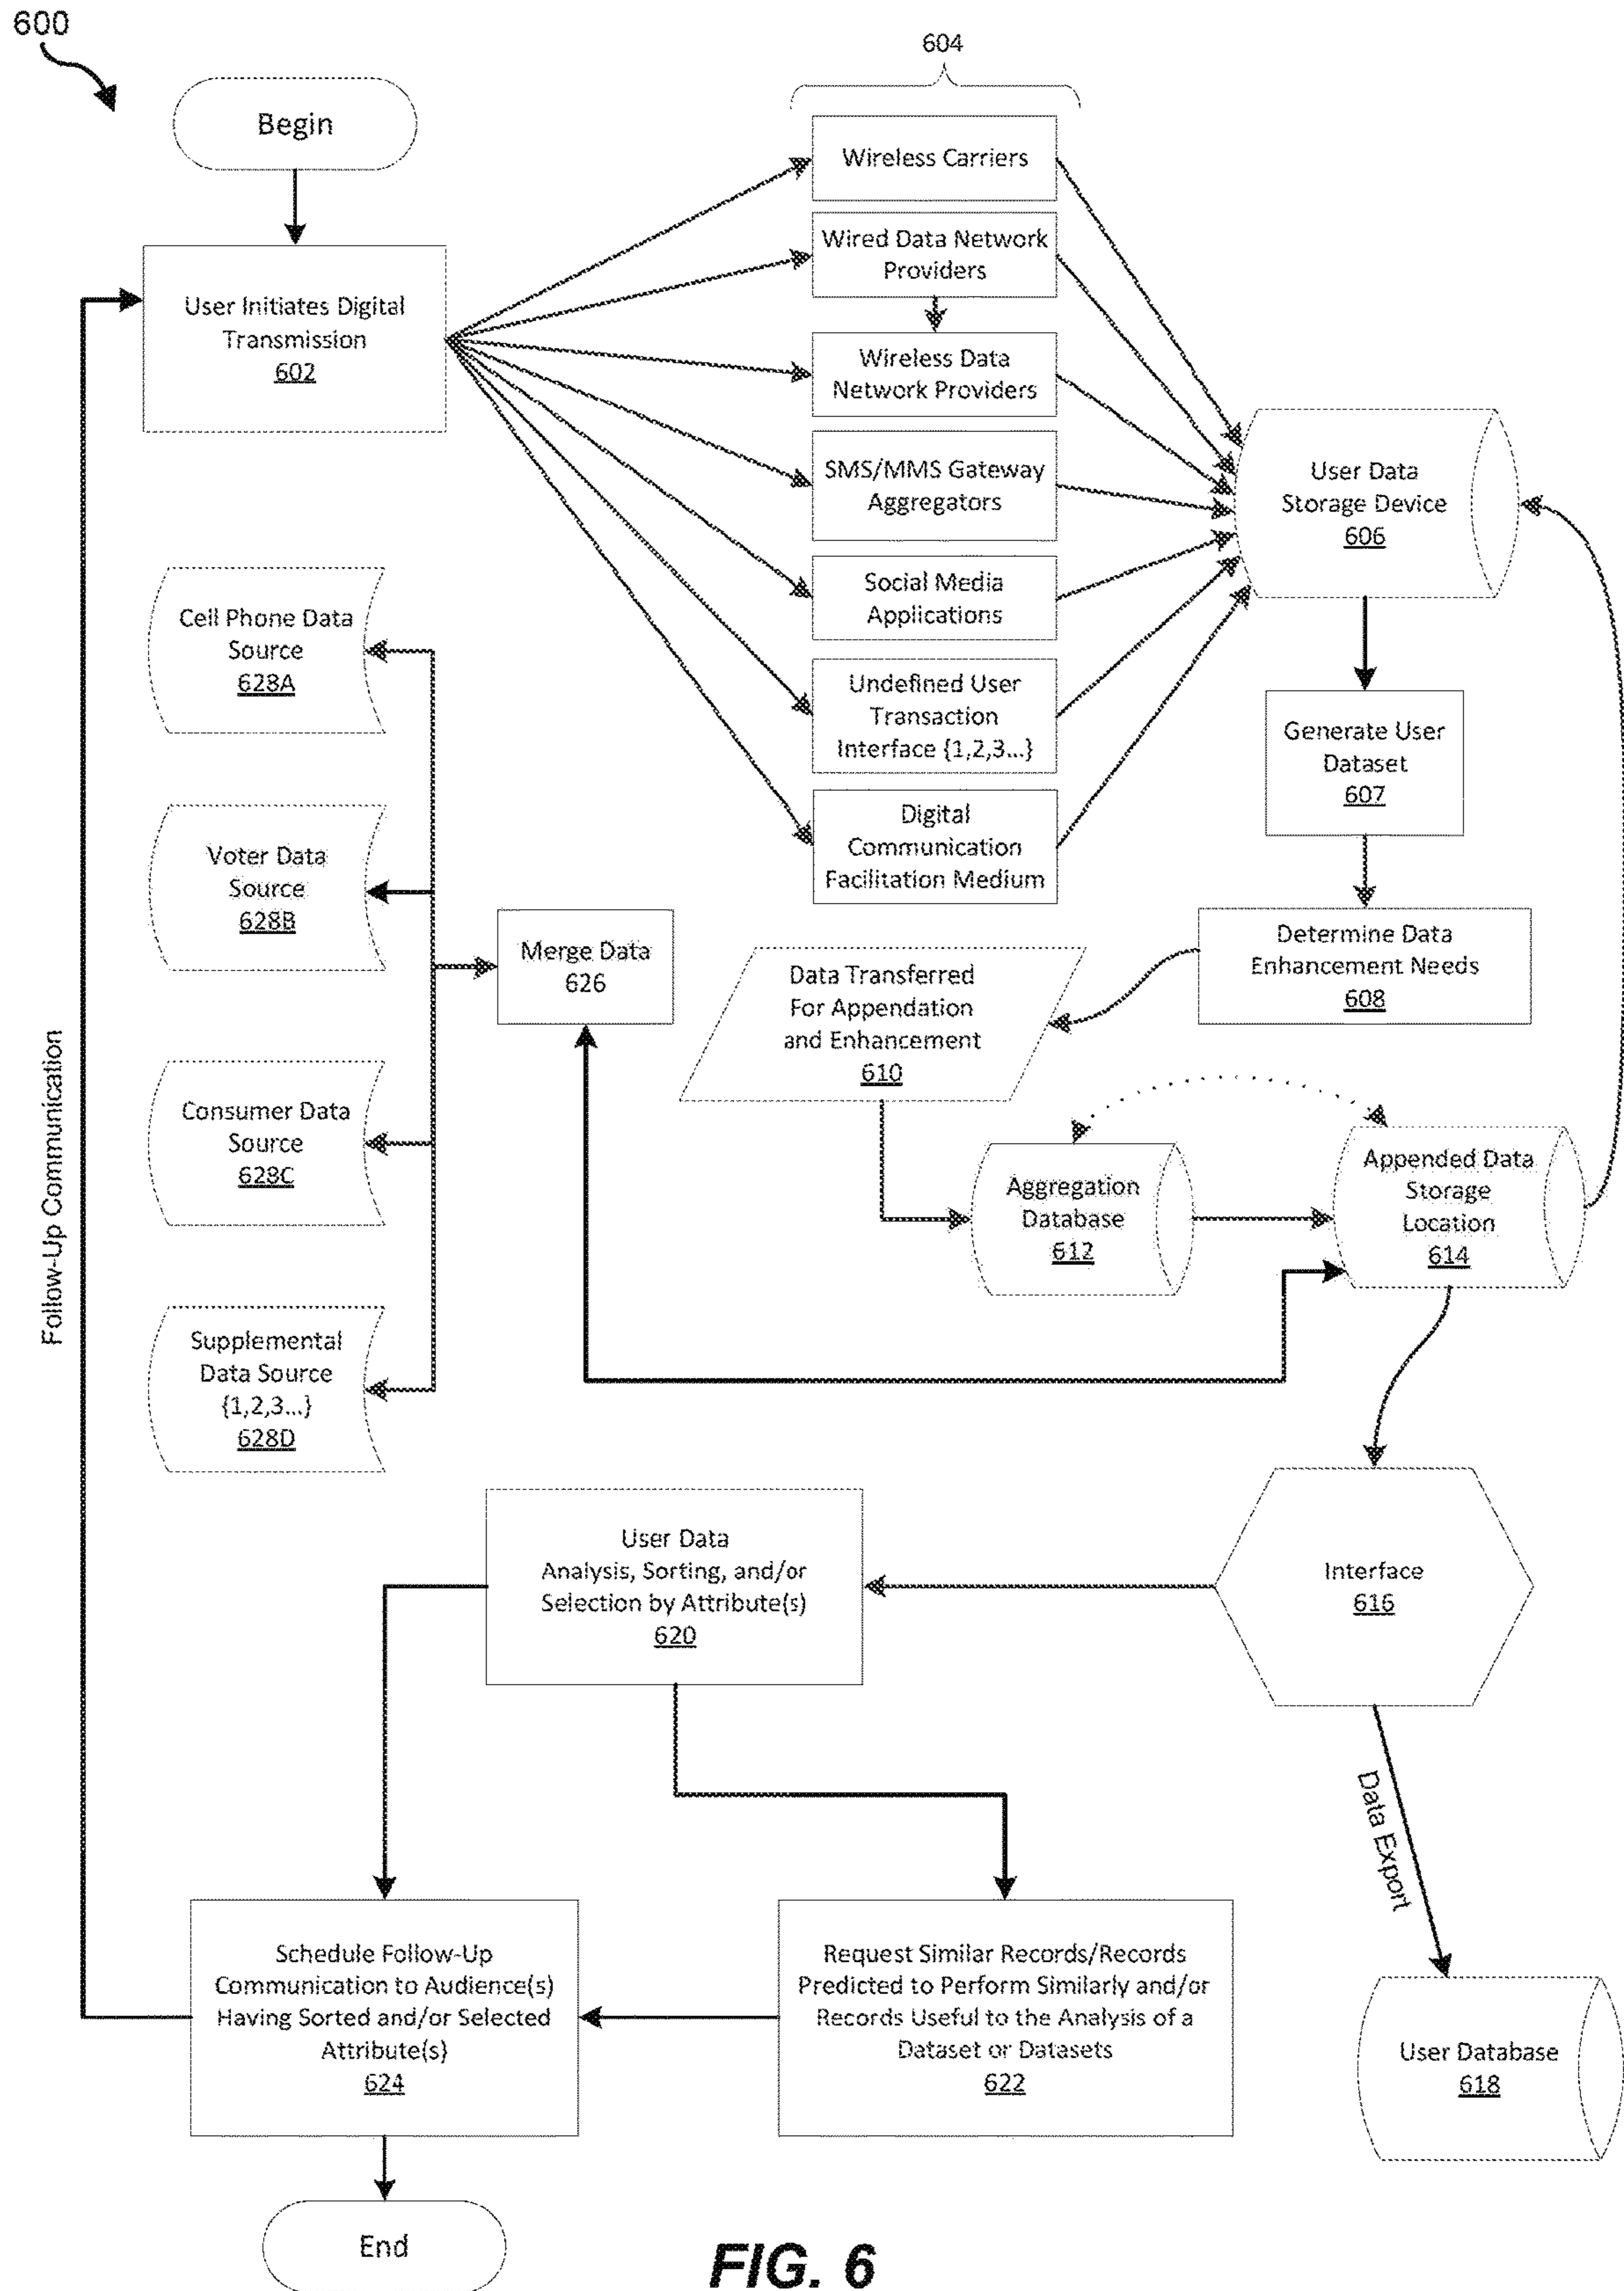 600
604
Begin
Wireless Carriers
Wired Data Network
Providers
User Initiates Digital
Transmission
602
Wireless Data
Network Providers
SMS/MMS Gateway
Aggregators
User Data
Storage Device
606
Social Media
Applications
Cell Phone Data
Source
628A
Undefined User
Transaction
Interface {1,2,3...}
Generate User
Dataset
607
Digital
Communication
Facilitation Medium
Voter Data
Source
628B
Merge Data
626
Determine Data
Enhancement Needs
608
Data Transferred
For Appendation
and Enhancement
610
Follow-Up Communication
Consumer Data
Source
628C
Aggregation
Database
612
Appended Data
Storage
Location
614
Supplemental
Data Source
{1,2,3...}
628D
User Data
Analysis, Sorting, and/or
Selection by Attribute(s)
620
Interface
616
Data Export
Schedule Follow-Up
Communication to Audience(s)
Having Sorted and/or Selected
Attribute(s)
624
Request Similar Records/Records
Predicted to Perform Similarly and/or
Records Useful to the Analysis of a
Dataset or Datasets
622
User Database
618
End
FIG. 6